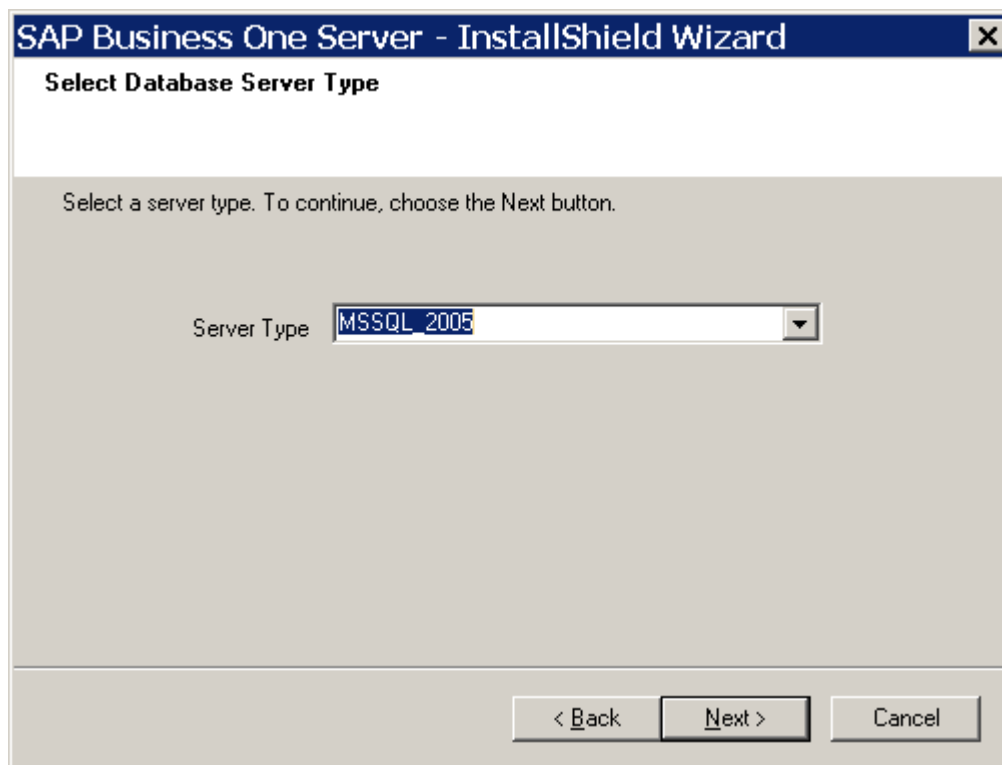 SAP Business One Server - InstallShield Wizard
Select Database Server Type
Select a server type. To continue, choose the Next button.
Server Type MSSQL_2005
< Back Next > Cancel